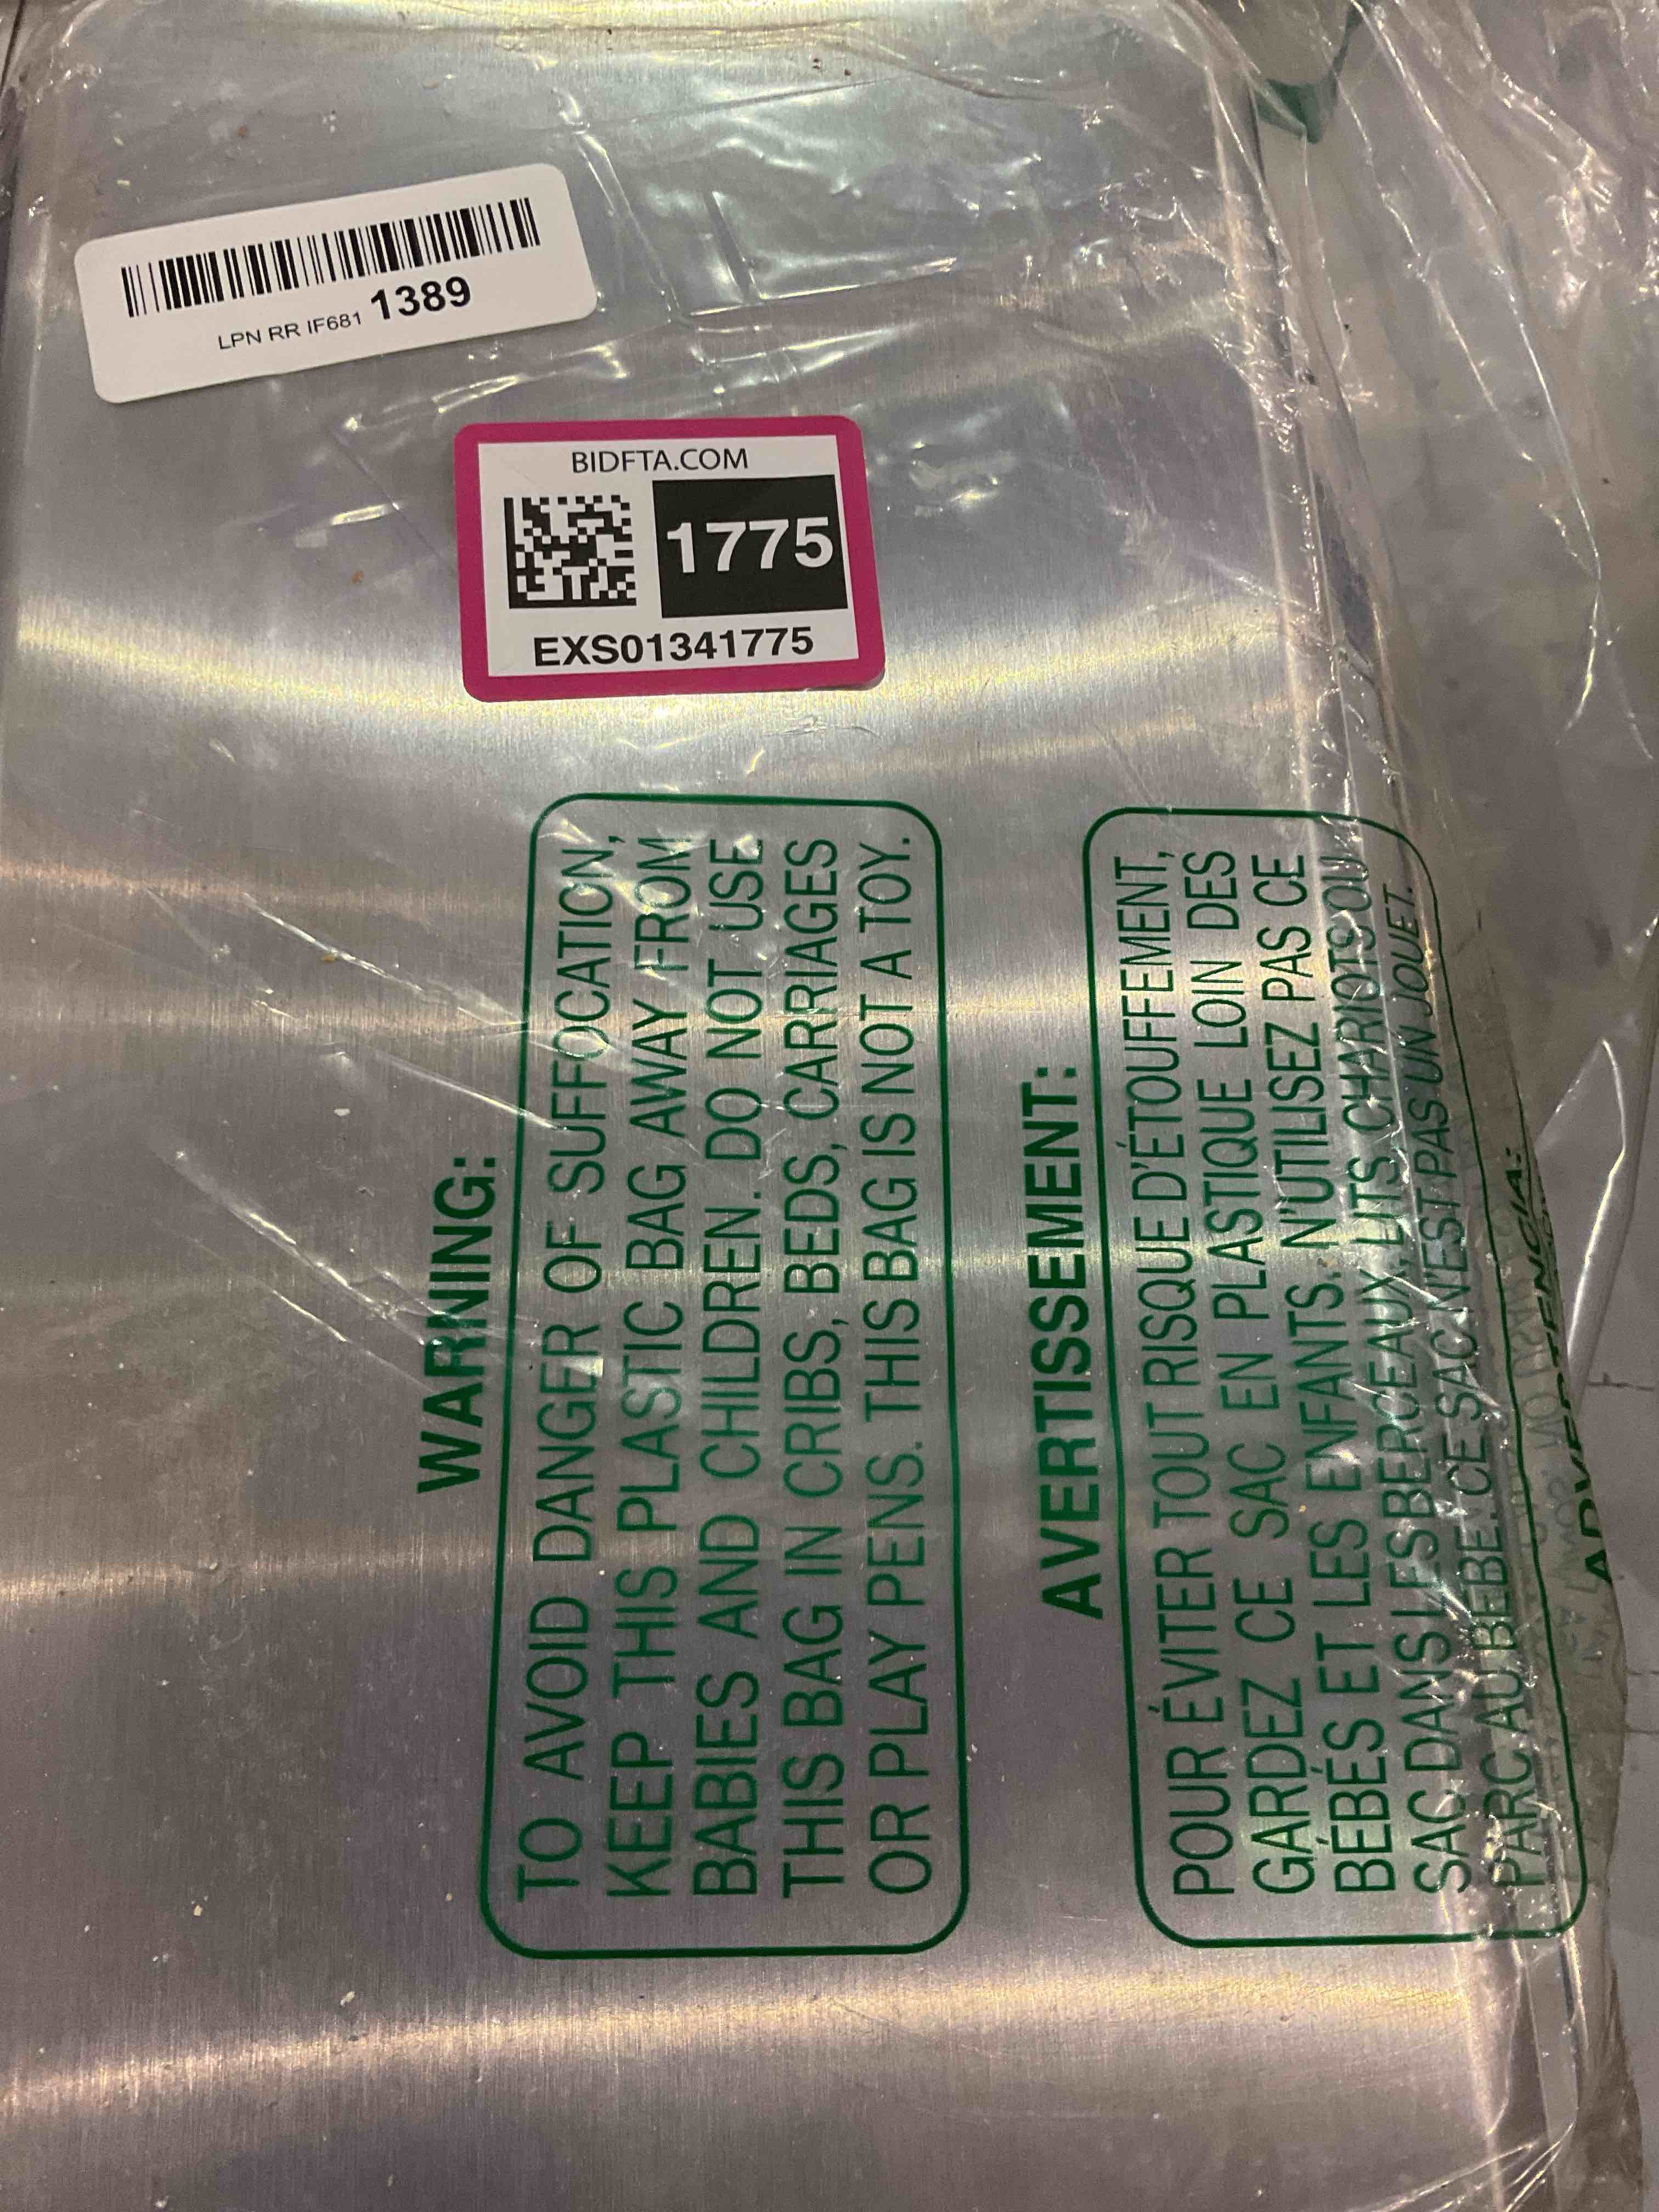 LPN RR IF681 1389
BIDFTA.COM
1775
EXS01341775
WARNING:
TO AVOID DANGER OF SUFFOCATION,
KEEP THIS PLASTIC BAG AWAY FROM
BABIES AND CHILDREN. DO NOT USE
THIS BAG IN CRIBS, BEDS, CARRIAGES
OR PLAY PENS. THIS BAG IS NOT A TOY.
AVERTISSEMENT:
POUR ÉVITER TOUT RISQUE D'ÉTOUFFEMENT,
GARDEZ CE SAC EN PLASTIQUE LOIN DES
BÉBÉS ET LES ENFANTS. N'UTILISEZ PAS CE
SAC DANS LES BERCEAUX, LITS, CHARIOTS OU
PARC AU BEBE. CE SAC N'EST PAS UN JOUET.